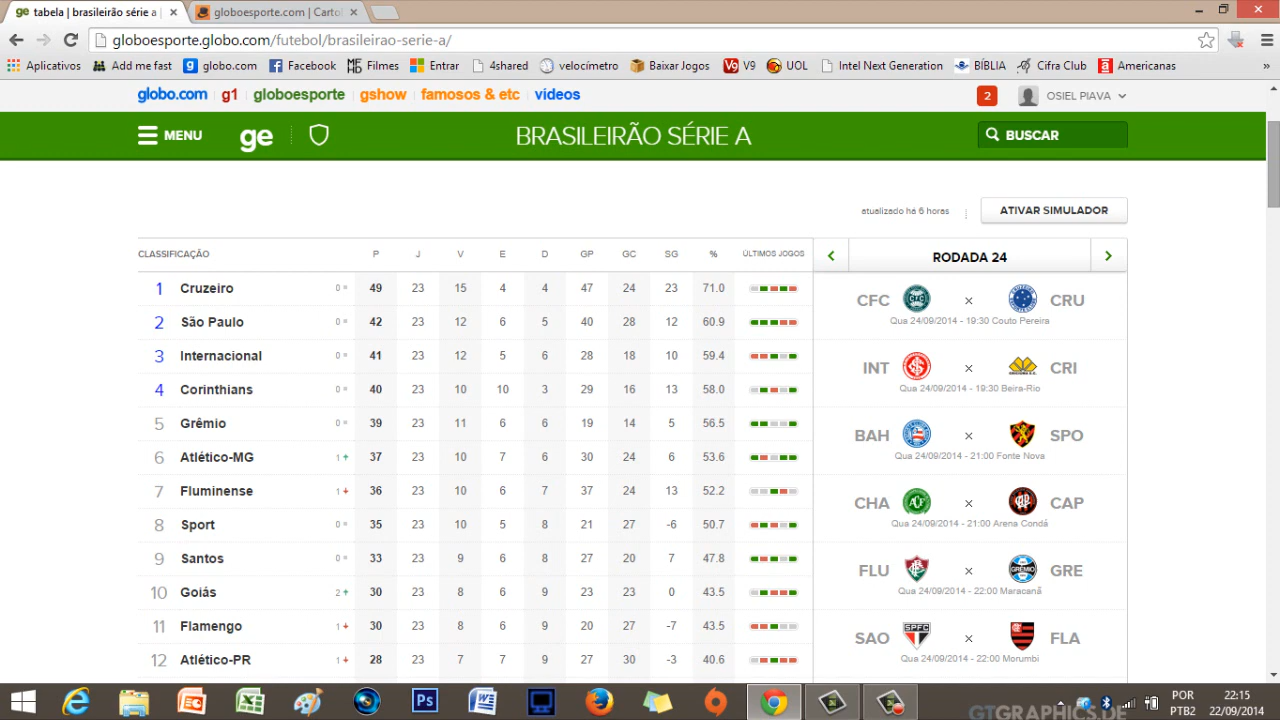 tabela | brasileirão série a |
globoesporte.com | Carto
globoesporte.globo.com/futebol/brasileirao-serie-a/
Aplicativos Add me fast globo.com Facebook Filmes Entrar 4shared velocímetro Baixar Jogos V9 UOL Intel Next Generation BÍBLIA Cifra Club Americanas »
globo.com g1 globoesporte gshow famosos & etc vídeos 2 OSIEL PIAVA
MENU ge BRASILEIRÃO SÉRIE A BUSCAR
atualizado há 6 horas ATIVAR SIMULADOR
CLASSIFICAÇÃO P J V E D GP GC SG % ÚLTIMOS JOGOS
1 Cruzeiro 0 = 49 23 15 4 4 47 24 23 71.0
2 São Paulo 0 = 42 23 12 6 5 40 28 12 60.9
3 Internacional 0 = 41 23 12 5 6 28 18 10 59.4
4 Corinthians 0 = 40 23 10 10 3 29 16 13 58.0
5 Grêmio 0 = 39 23 11 6 6 19 14 5 56.5
6 Atlético-MG 1 37 23 10 7 6 30 24 6 53.6
7 Fluminense 1 36 23 10 6 7 37 24 13 52.2
8 Sport 0 = 35 23 10 5 8 21 27 -6 50.7
9 Santos 0 = 33 23 9 6 8 27 20 7 47.8
10 Goiás 2 30 23 8 6 9 23 23 0 43.5
11 Flamengo 1 30 23 8 6 9 20 27 -7 43.5
12 Atlético-PR 1 28 23 7 7 9 27 30 -3 40.6
RODADA 24
CFC × CRU
Qua 24/09/2014 - 19:30 Couto Pereira
INT × CRI
Qua 24/09/2014 - 19:30 Beira-Rio
BAH × SPO
Qua 24/09/2014 - 21:00 Fonte Nova
CHA × CAP
Qua 24/09/2014 - 21:00 Arena Condá
FLU × GRE
Qua 24/09/2014 - 22:00 Maracanã
SAO × FLA
Qua 24/09/2014 - 22:00 Morumbi
POR 22:15
PTB2 22/09/2014
GTGRAPHICS.DE